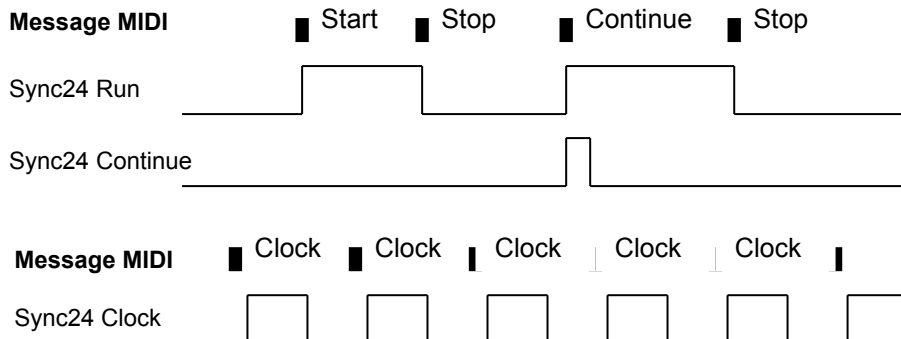 Message MIDI Start Stop Continue Stop
Sync24 Run
Sync24 Continue
Message MIDI Clock Clock Clock Clock Clock
Sync24 Clock